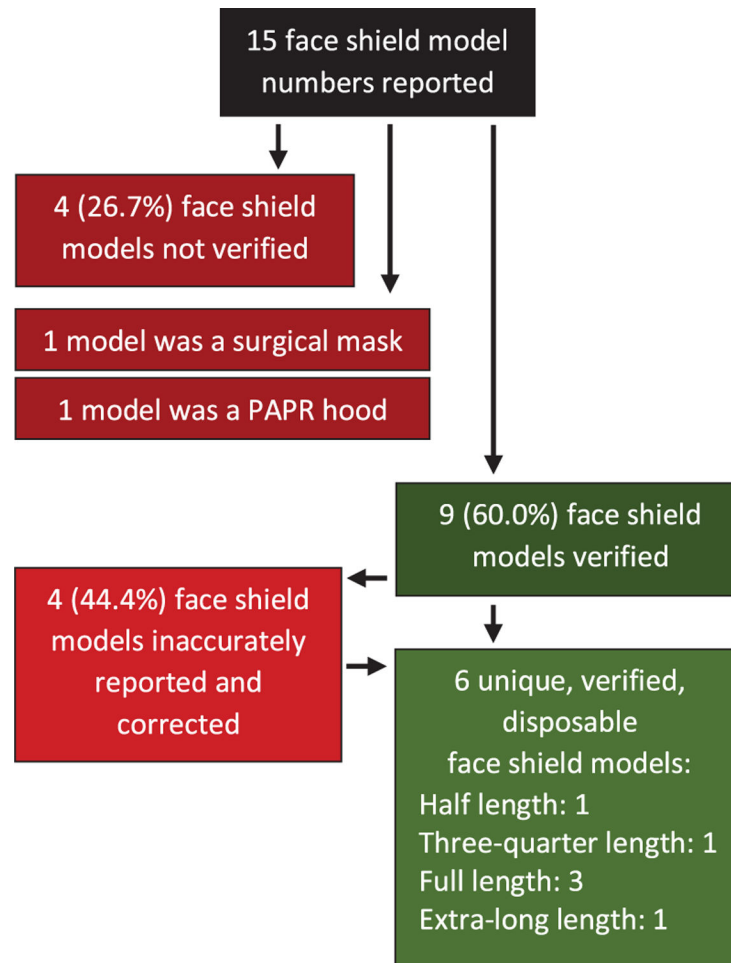 15 face shield model
numbers reported
4 (26.7%) face shield
models not verified
1 model was a surgical mask
1 model was a PAPR hood
9 (60.0%) face shield
models verified
4 (44.4%) face shield
models inaccurately
reported and
corrected
6 unique, verified,
disposable
face shield models:
Half length: 1
Three-quarter length: 1
Full length: 3
Extra-long length: 1